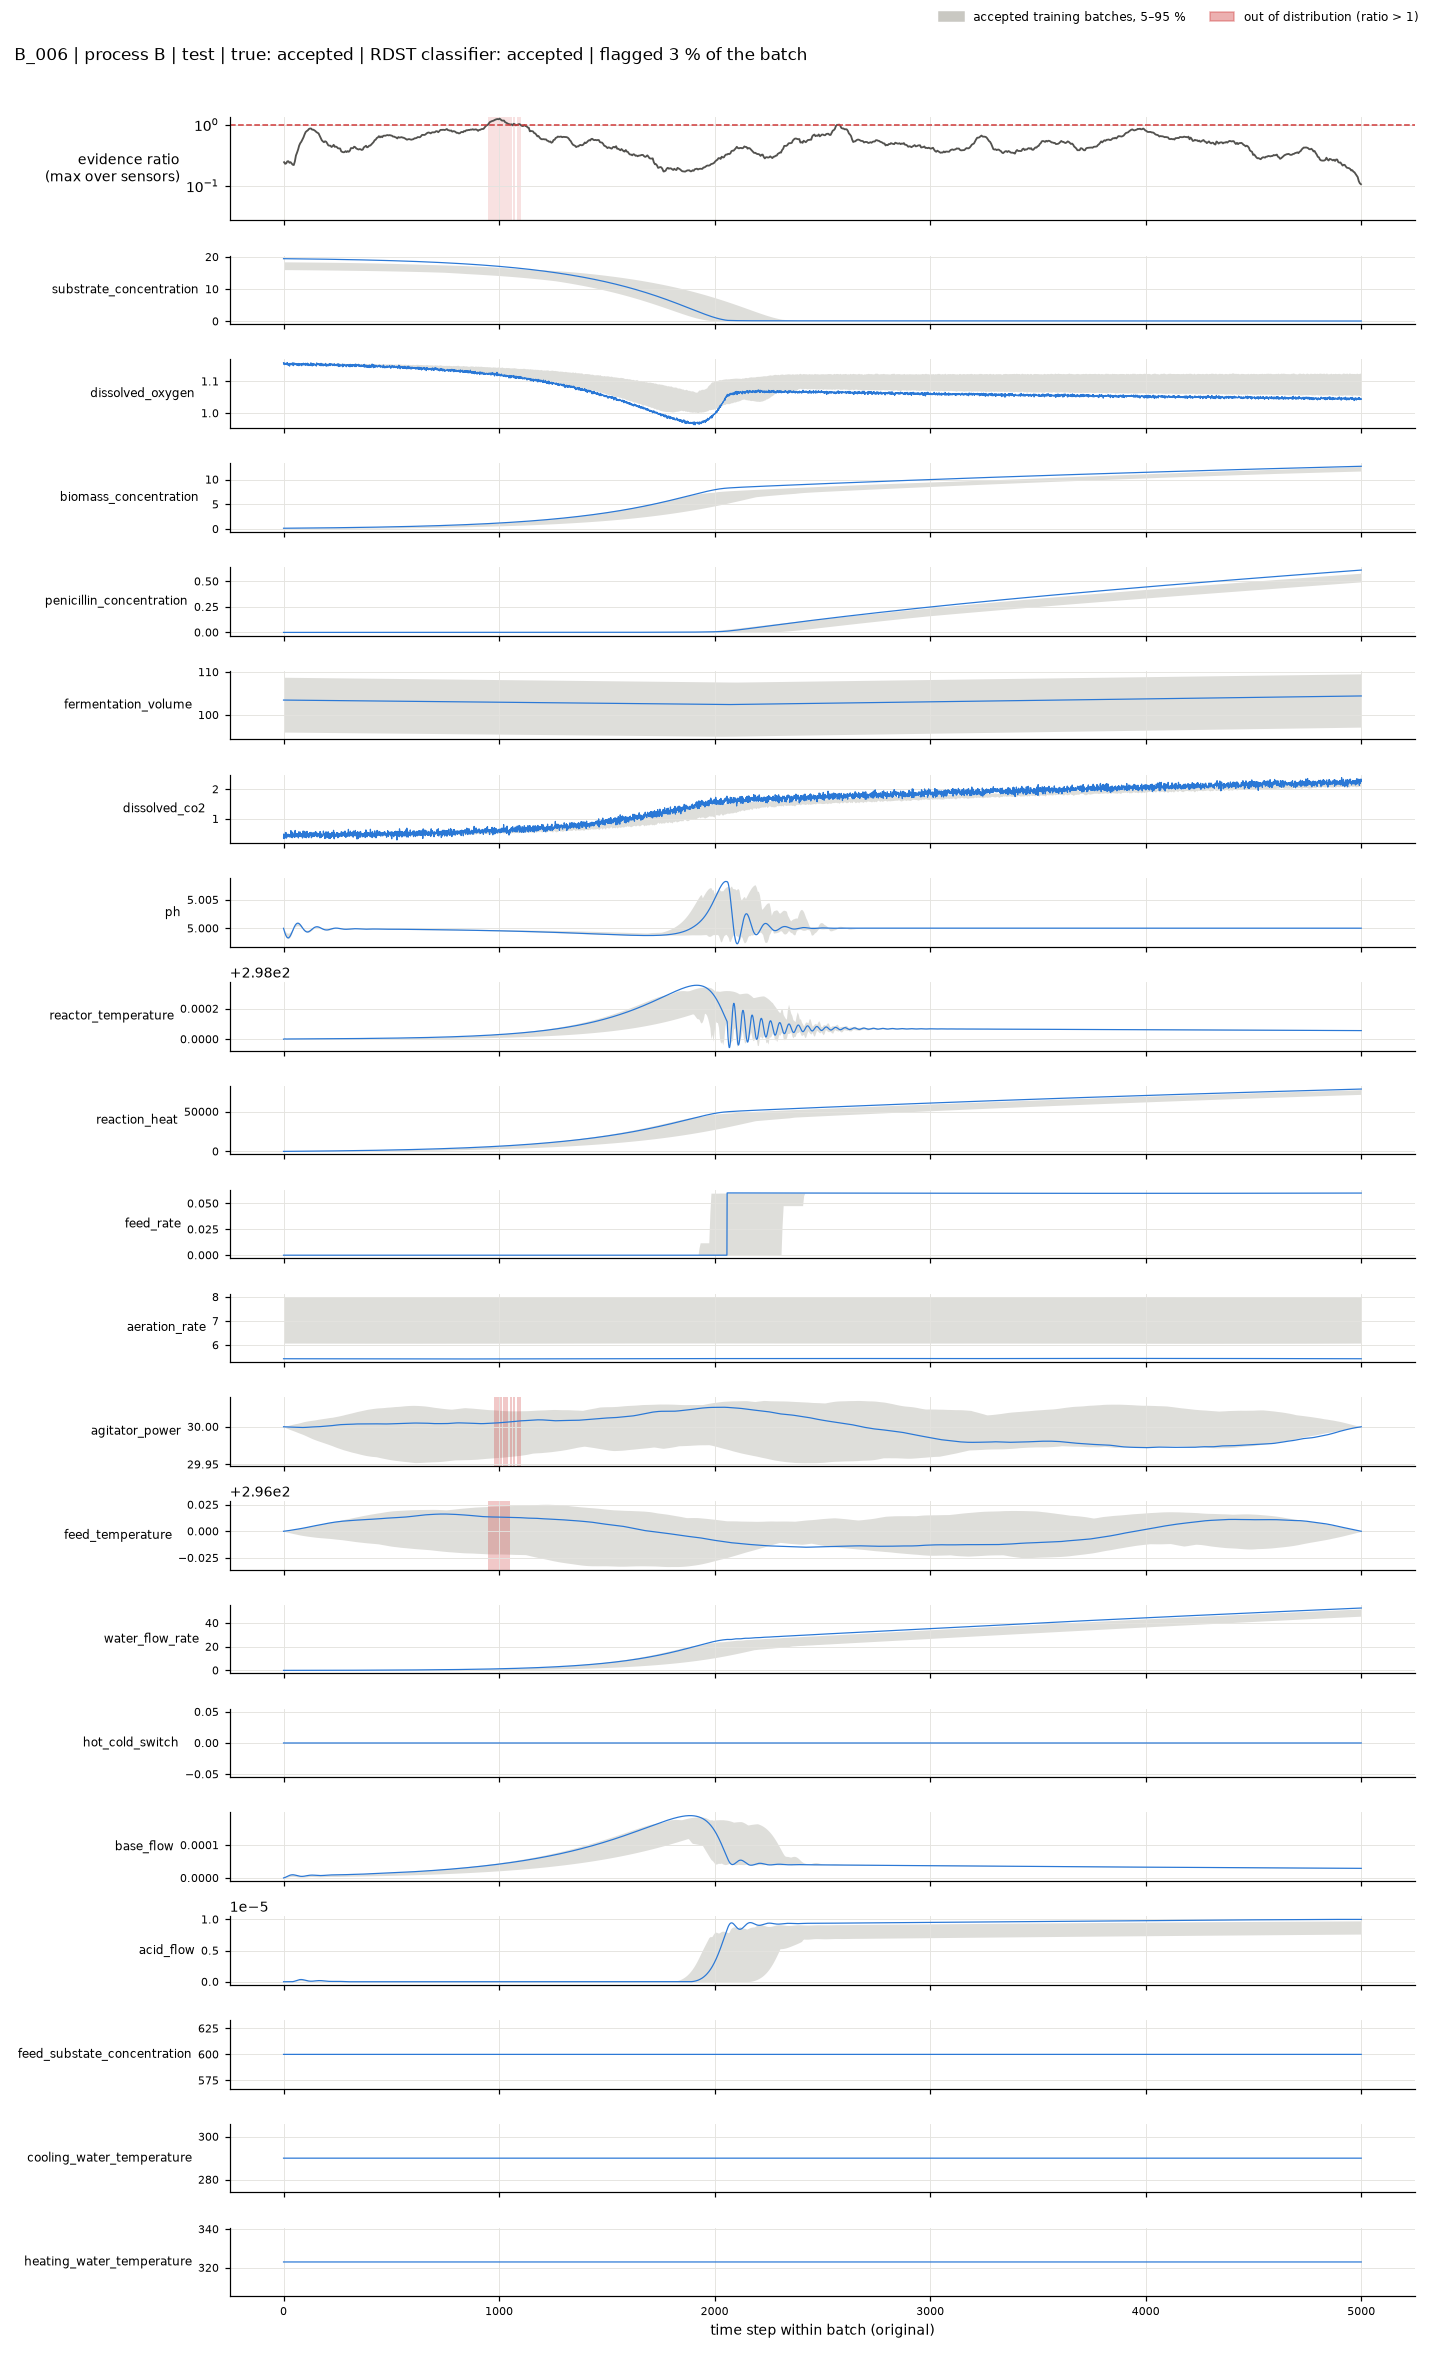 accepted training batches, 5–95 %
out of distribution (ratio > 1)
B_006 | process B | test | true: accepted | RDST classifier: accepted | flagged 3 % of the batch
evidence ratio
(max over sensors)
10⁰
10⁻¹
substrate_concentration
20
10
0
dissolved_oxygen
1.1
1.0
biomass_concentration
10
5
0
penicillin_concentration
0.50
0.25
0.00
fermentation_volume
110
100
dissolved_co2
2
1
ph
5.005
5.000
+2.98e2
reactor_temperature
0.0002
0.0000
reaction_heat
50000
0
feed_rate
0.050
0.025
0.000
aeration_rate
8
7
6
agitator_power
30.00
29.95
+2.96e2
feed_temperature
0.025
0.000
−0.025
water_flow_rate
40
20
0
hot_cold_switch
0.05
0.00
−0.05
base_flow
0.0001
0.0000
1e−5
acid_flow
1.0
0.5
0.0
feed_substate_concentration
625
600
575
cooling_water_temperature
300
280
heating_water_temperature
340
320
0 1000 2000 3000 4000 5000
time step within batch (original)